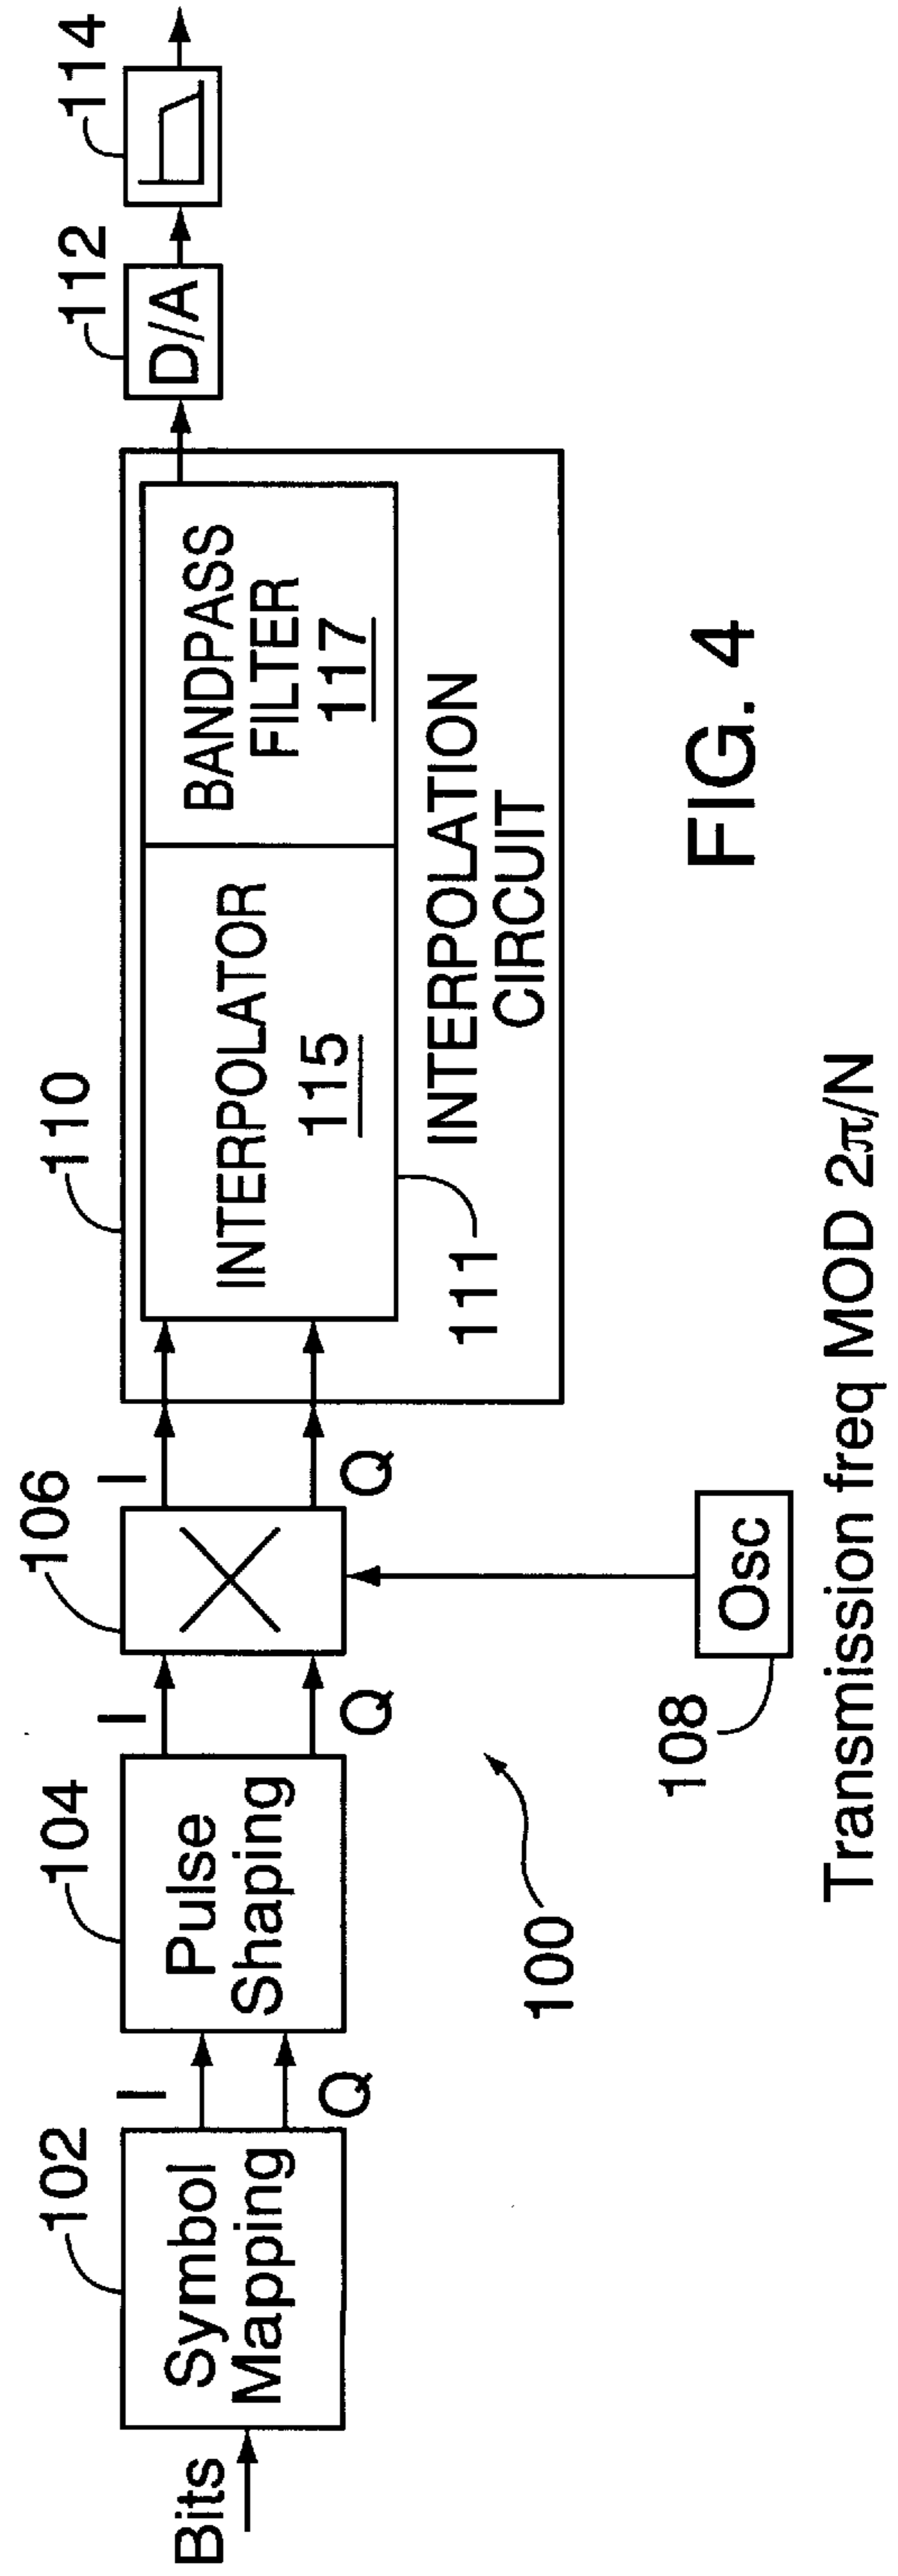 Bits
102
Symbol
Mapping
I
Q
104
Pulse
Shaping
I
Q
106
I
Q
100
108
Osc
Transmission freq MOD 2π/N
110
INTERPOLATOR
115
BANDPASS
FILTER
117
111
INTERPOLATION
CIRCUIT
112
D/A
114
FIG. 4